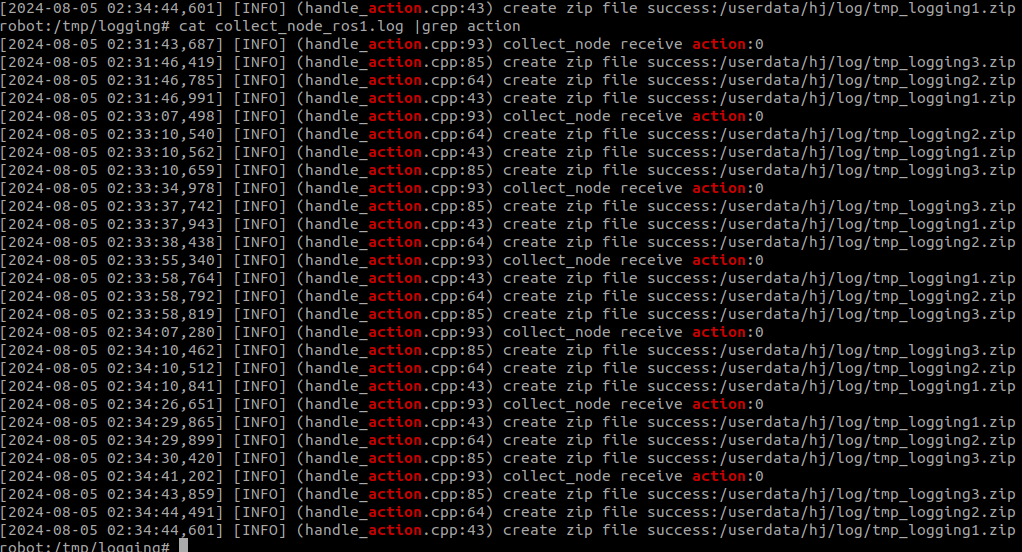 [2024-08-05 02:34:44,601] [INFO] (handle_action.cpp:43) create zip file success:/userdata/hj/log/tmp_logging1.zip
robot:/tmp/logging# cat collect_node_ros1.log |grep action
[2024-08-05 02:31:43,687] [INFO] (handle_action.cpp:93) collect_node receive action:0
[2024-08-05 02:31:46,419] [INFO] (handle_action.cpp:85) create zip file success:/userdata/hj/log/tmp_logging3.zip
[2024-08-05 02:31:46,785] [INFO] (handle_action.cpp:64) create zip file success:/userdata/hj/log/tmp_logging2.zip
[2024-08-05 02:31:46,991] [INFO] (handle_action.cpp:43) create zip file success:/userdata/hj/log/tmp_logging1.zip
[2024-08-05 02:33:07,498] [INFO] (handle_action.cpp:93) collect_node receive action:0
[2024-08-05 02:33:10,540] [INFO] (handle_action.cpp:64) create zip file success:/userdata/hj/log/tmp_logging2.zip
[2024-08-05 02:33:10,562] [INFO] (handle_action.cpp:43) create zip file success:/userdata/hj/log/tmp_logging1.zip
[2024-08-05 02:33:10,659] [INFO] (handle_action.cpp:85) create zip file success:/userdata/hj/log/tmp_logging3.zip
[2024-08-05 02:33:34,978] [INFO] (handle_action.cpp:93) collect_node receive action:0
[2024-08-05 02:33:37,742] [INFO] (handle_action.cpp:85) create zip file success:/userdata/hj/log/tmp_logging3.zip
[2024-08-05 02:33:37,943] [INFO] (handle_action.cpp:43) create zip file success:/userdata/hj/log/tmp_logging1.zip
[2024-08-05 02:33:38,438] [INFO] (handle_action.cpp:64) create zip file success:/userdata/hj/log/tmp_logging2.zip
[2024-08-05 02:33:55,340] [INFO] (handle_action.cpp:93) collect_node receive action:0
[2024-08-05 02:33:58,764] [INFO] (handle_action.cpp:43) create zip file success:/userdata/hj/log/tmp_logging1.zip
[2024-08-05 02:33:58,792] [INFO] (handle_action.cpp:64) create zip file success:/userdata/hj/log/tmp_logging2.zip
[2024-08-05 02:33:58,819] [INFO] (handle_action.cpp:85) create zip file success:/userdata/hj/log/tmp_logging3.zip
[2024-08-05 02:34:07,280] [INFO] (handle_action.cpp:93) collect_node receive action:0
[2024-08-05 02:34:10,462] [INFO] (handle_action.cpp:85) create zip file success:/userdata/hj/log/tmp_logging3.zip
[2024-08-05 02:34:10,512] [INFO] (handle_action.cpp:64) create zip file success:/userdata/hj/log/tmp_logging2.zip
[2024-08-05 02:34:10,841] [INFO] (handle_action.cpp:43) create zip file success:/userdata/hj/log/tmp_logging1.zip
[2024-08-05 02:34:26,651] [INFO] (handle_action.cpp:93) collect_node receive action:0
[2024-08-05 02:34:29,865] [INFO] (handle_action.cpp:43) create zip file success:/userdata/hj/log/tmp_logging1.zip
[2024-08-05 02:34:29,899] [INFO] (handle_action.cpp:64) create zip file success:/userdata/hj/log/tmp_logging2.zip
[2024-08-05 02:34:30,420] [INFO] (handle_action.cpp:85) create zip file success:/userdata/hj/log/tmp_logging3.zip
[2024-08-05 02:34:41,202] [INFO] (handle_action.cpp:93) collect_node receive action:0
[2024-08-05 02:34:43,859] [INFO] (handle_action.cpp:85) create zip file success:/userdata/hj/log/tmp_logging3.zip
[2024-08-05 02:34:44,491] [INFO] (handle_action.cpp:64) create zip file success:/userdata/hj/log/tmp_logging2.zip
[2024-08-05 02:34:44,601] [INFO] (handle_action.cpp:43) create zip file success:/userdata/hj/log/tmp_logging1.zip
robot:/tmp/logging#